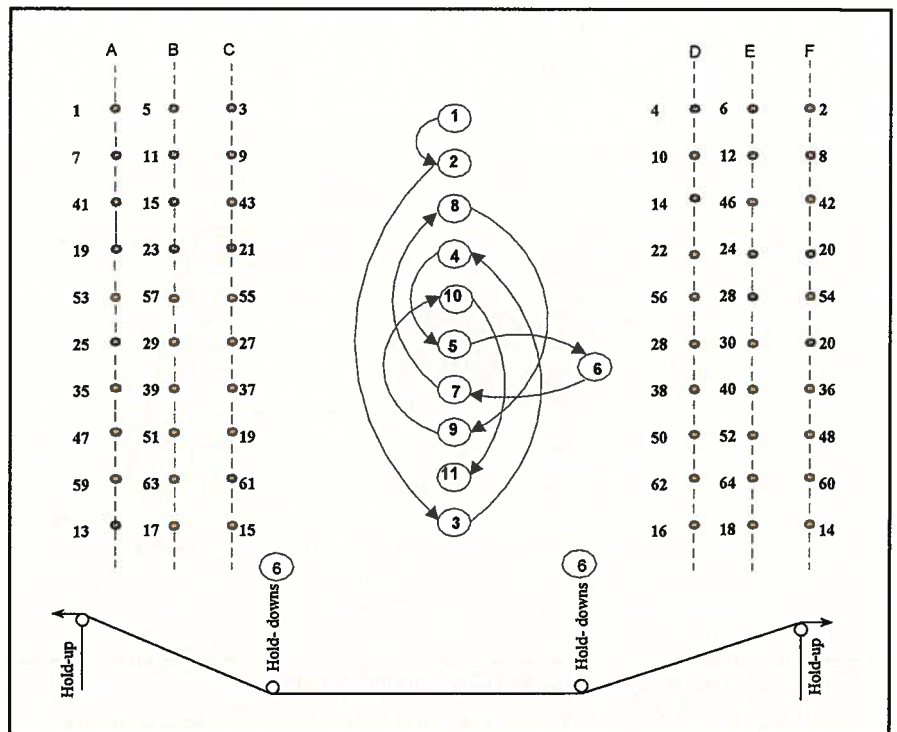 A B C D E F
1 5 3 1 4 6 2
7 11 9 2 10 12 8
41 15 43 8 14 46 42
19 23 21 4 22 24 20
53 57 55 10 56 28 54
25 29 27 5 28 30 20
6
35 39 37 7 38 40 36
47 51 19 9 50 52 48
59 63 61 11 62 64 60
13 17 15 3 16 18 14
6 6
Hold-up Hold- downs Hold- downs Hold-up